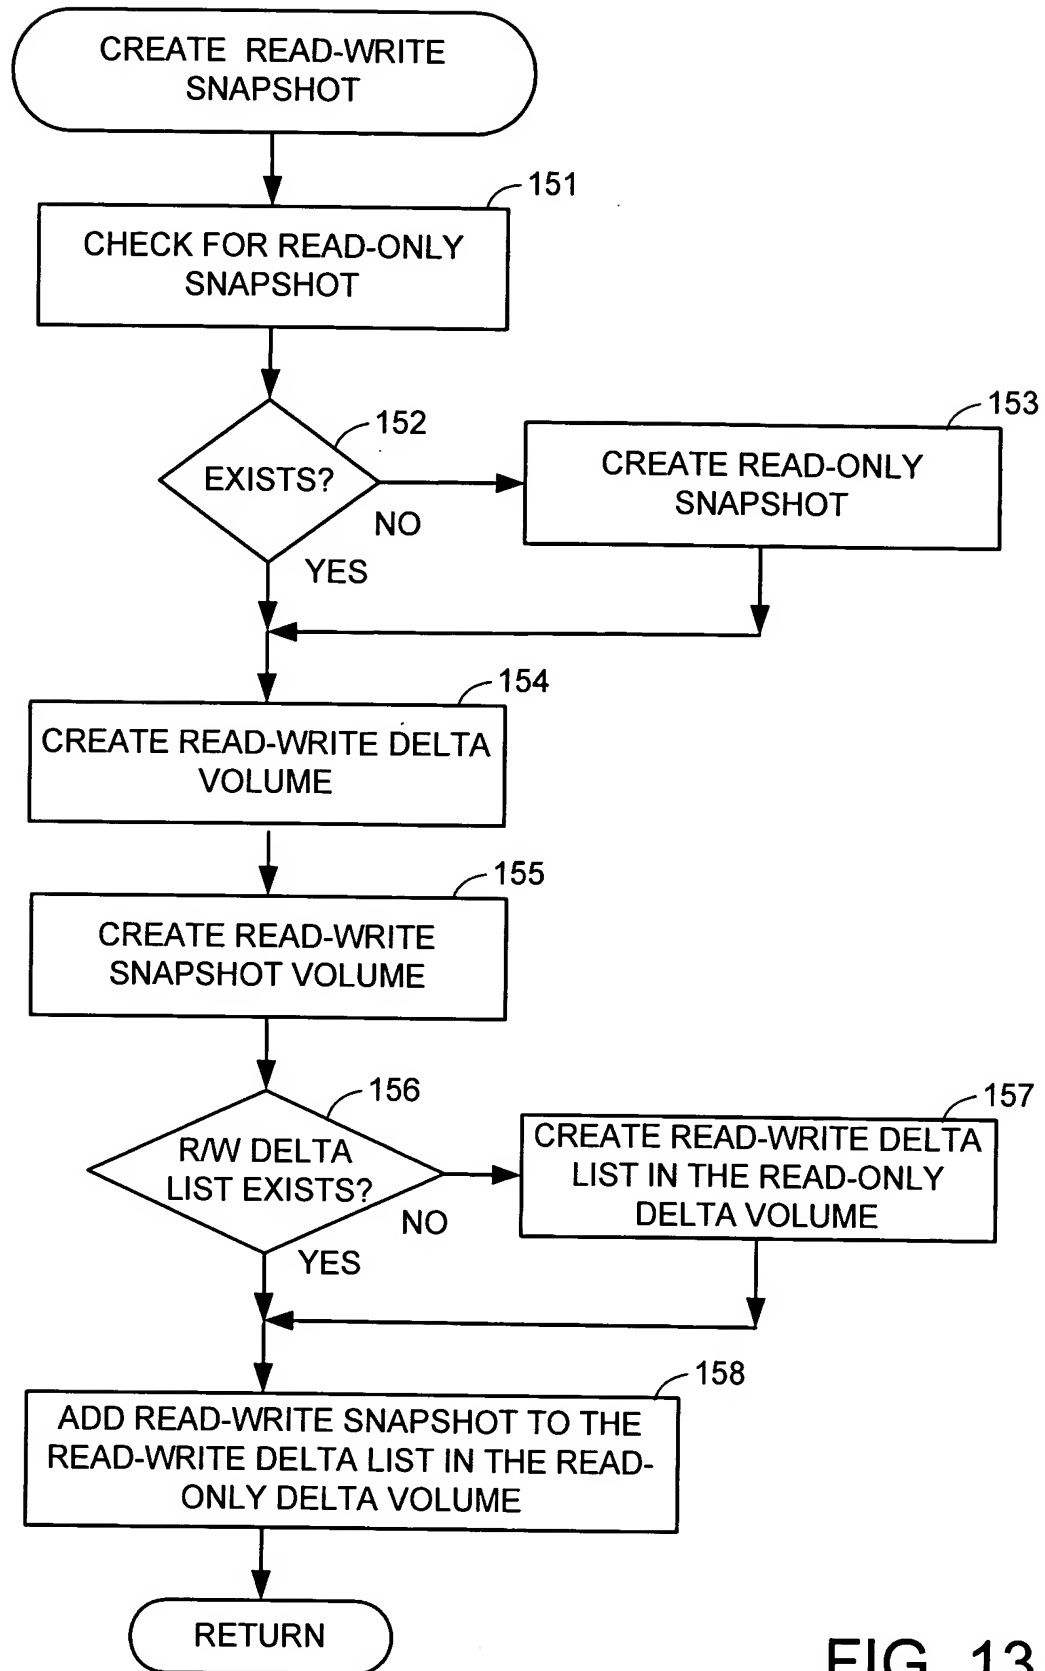 CREATE READ-WRITE
SNAPSHOT
151
CHECK FOR READ-ONLY
SNAPSHOT
152
EXISTS?
NO
YES
153
CREATE READ-ONLY
SNAPSHOT
154
CREATE READ-WRITE DELTA
VOLUME
155
CREATE READ-WRITE
SNAPSHOT VOLUME
156
R/W DELTA
LIST EXISTS?
NO
YES
157
CREATE READ-WRITE DELTA
LIST IN THE READ-ONLY
DELTA VOLUME
158
ADD READ-WRITE SNAPSHOT TO THE
READ-WRITE DELTA LIST IN THE READ-
ONLY DELTA VOLUME
RETURN
FIG. 13